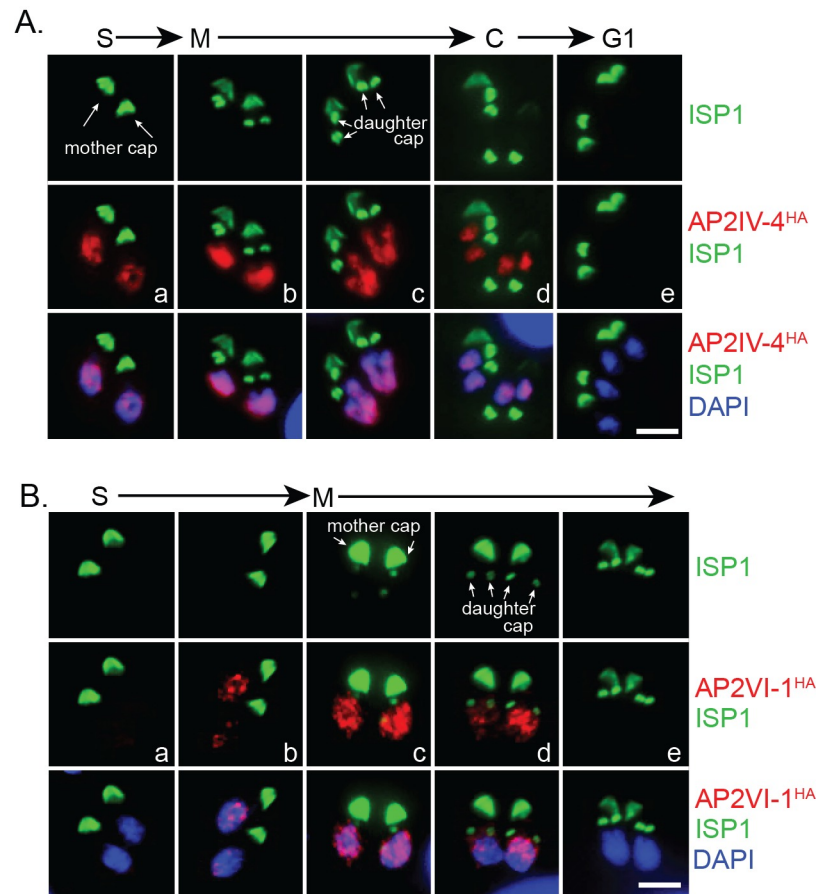 A.
S M C G1
mother cap
daughter
cap
ISP1
AP2IV-4HA
ISP1
a b c d e
AP2IV-4HA
ISP1
DAPI
B.
S M
mother cap
daughter
cap
ISP1
AP2VI-1HA
ISP1
a b c d e
AP2VI-1HA
ISP1
DAPI